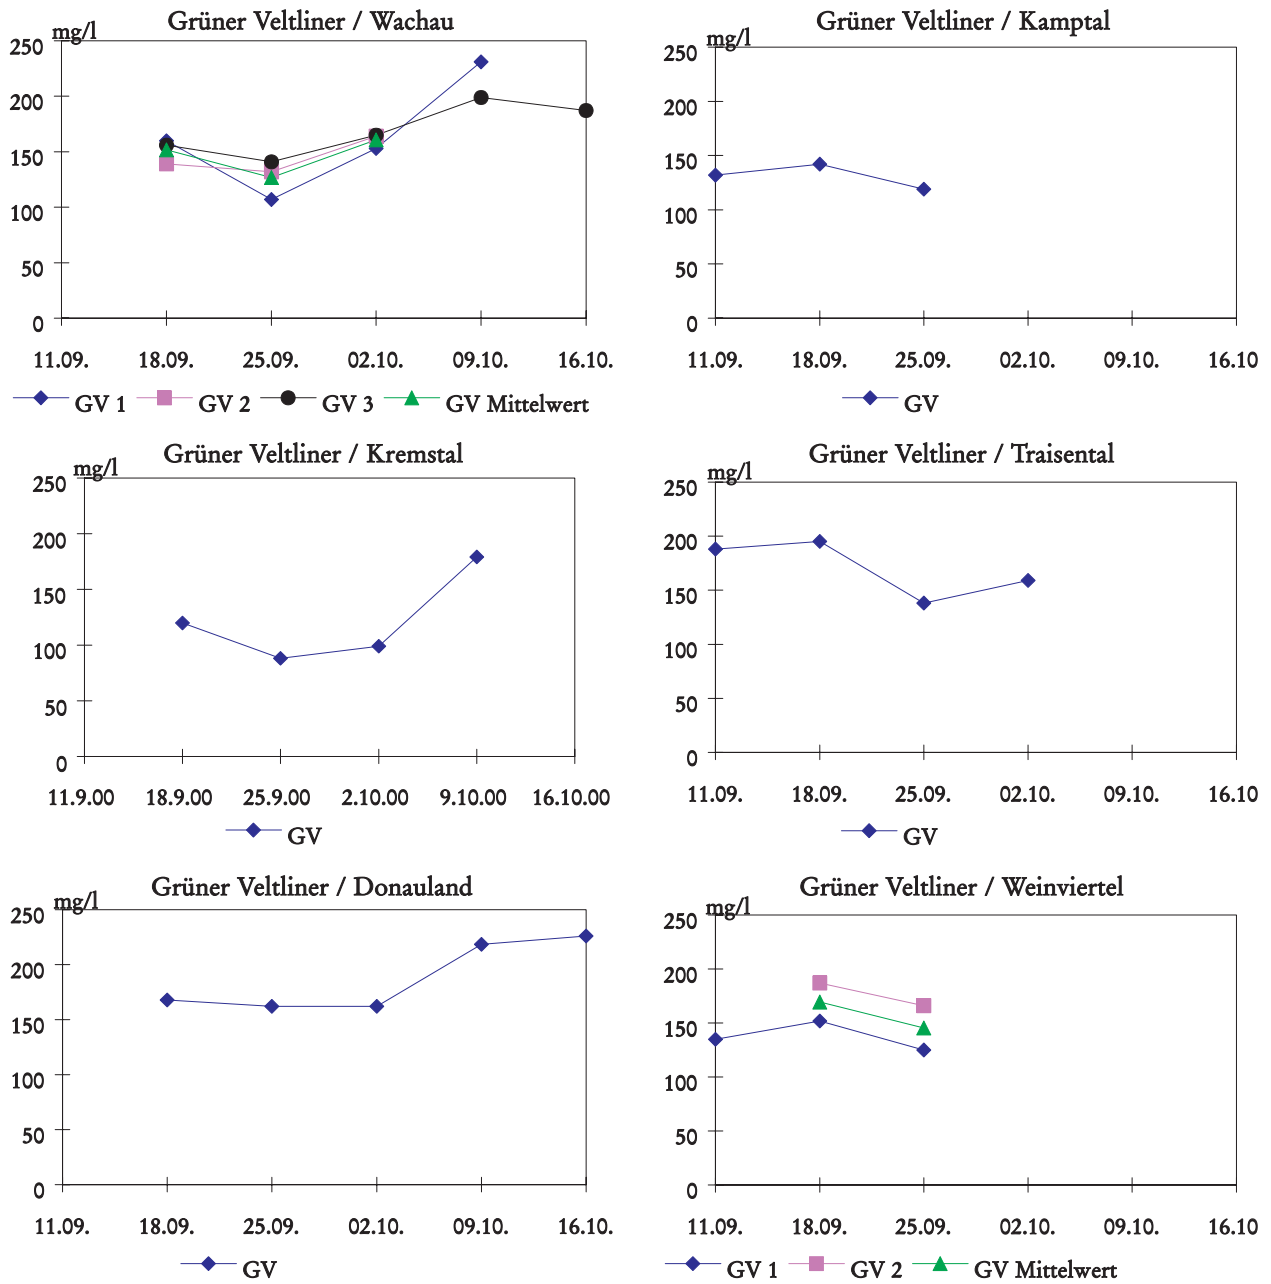 Grüner Veltliner / Wachau
mg/l
250
200
150
100
50
0
11.09. 18.09. 25.09. 02.10. 09.10. 16.10.
GV 1 GV 2 GV 3 GV Mittelwert
Grüner Veltliner / Kamptal
mg/l
250
200
150
100
50
0
11.09. 18.09. 25.09. 02.10. 09.10. 16.10
GV
Grüner Veltliner / Kremstal
mg/l
250
200
150
100
50
0
11.9.00 18.9.00 25.9.00 2.10.00 9.10.00 16.10.00
GV
Grüner Veltliner / Traisental
mg/l
250
200
150
100
50
0
11.09. 18.09. 25.09. 02.10. 09.10. 16.10
GV
Grüner Veltliner / Donauland
mg/l
250
200
150
100
50
0
11.09. 18.09. 25.09. 02.10. 09.10. 16.10.
GV
Grüner Veltliner / Weinviertel
mg/l
250
200
150
100
50
0
11.09. 18.09. 25.09. 02.10. 09.10. 16.10
GV 1 GV 2 GV Mittelwert